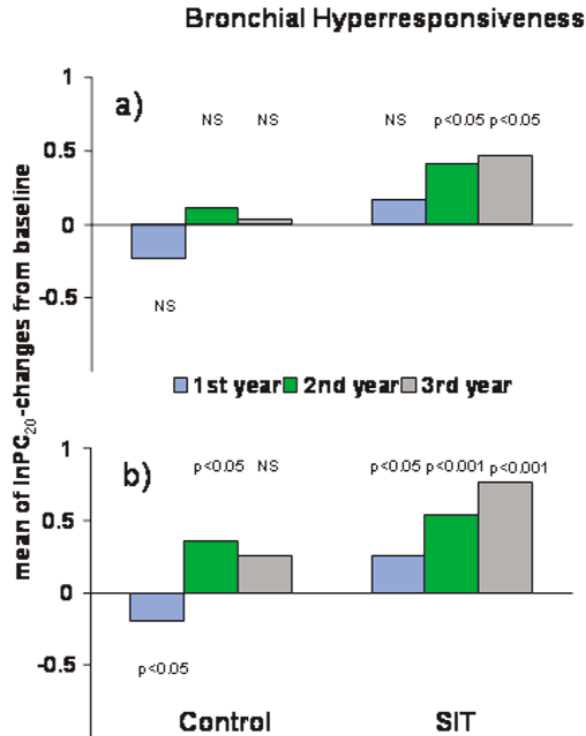 Bronchial Hyperresponsiveness
mean of lnPC20-changes from baseline
1
a)
NS NS NS p<0.05 p<0.05
0.5
0
-0.5
NS
1st year 2nd year 3rd year
1
b)
p<0.05 NS p<0.05 p<0.001 p<0.001
0.5
0
-0.5
p<0.05
Control SIT